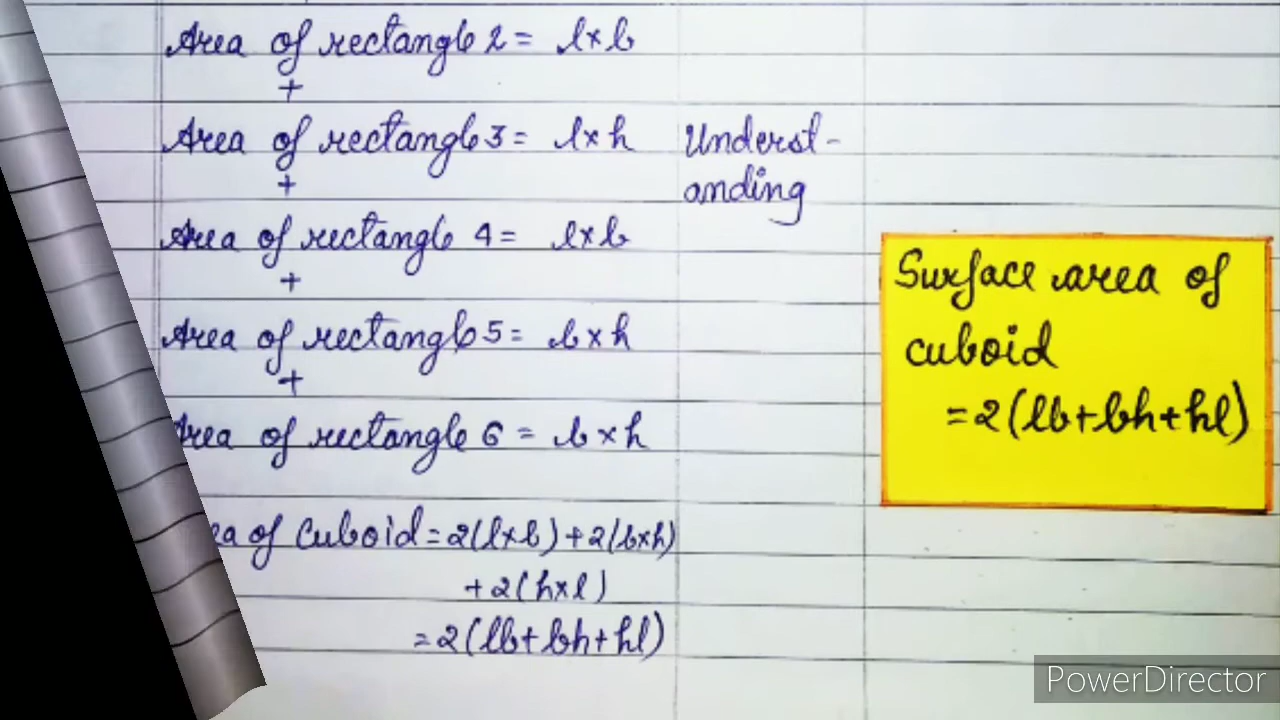 Area of rectangle 2 = l×b
+
Area of rectangle 3 = l×h
+
Area of rectangle 4 = l×b
+
Area of rectangle 5 = b×h
+
Area of rectangle 6 = b×h
ea of Cuboid = 2(l×b) + 2(b×h)
+ 2(h×l)
= 2(lb+bh+hl)
Underst-
anding
Surface area of
cuboid
= 2(lb+bh+hl)
PowerDirector